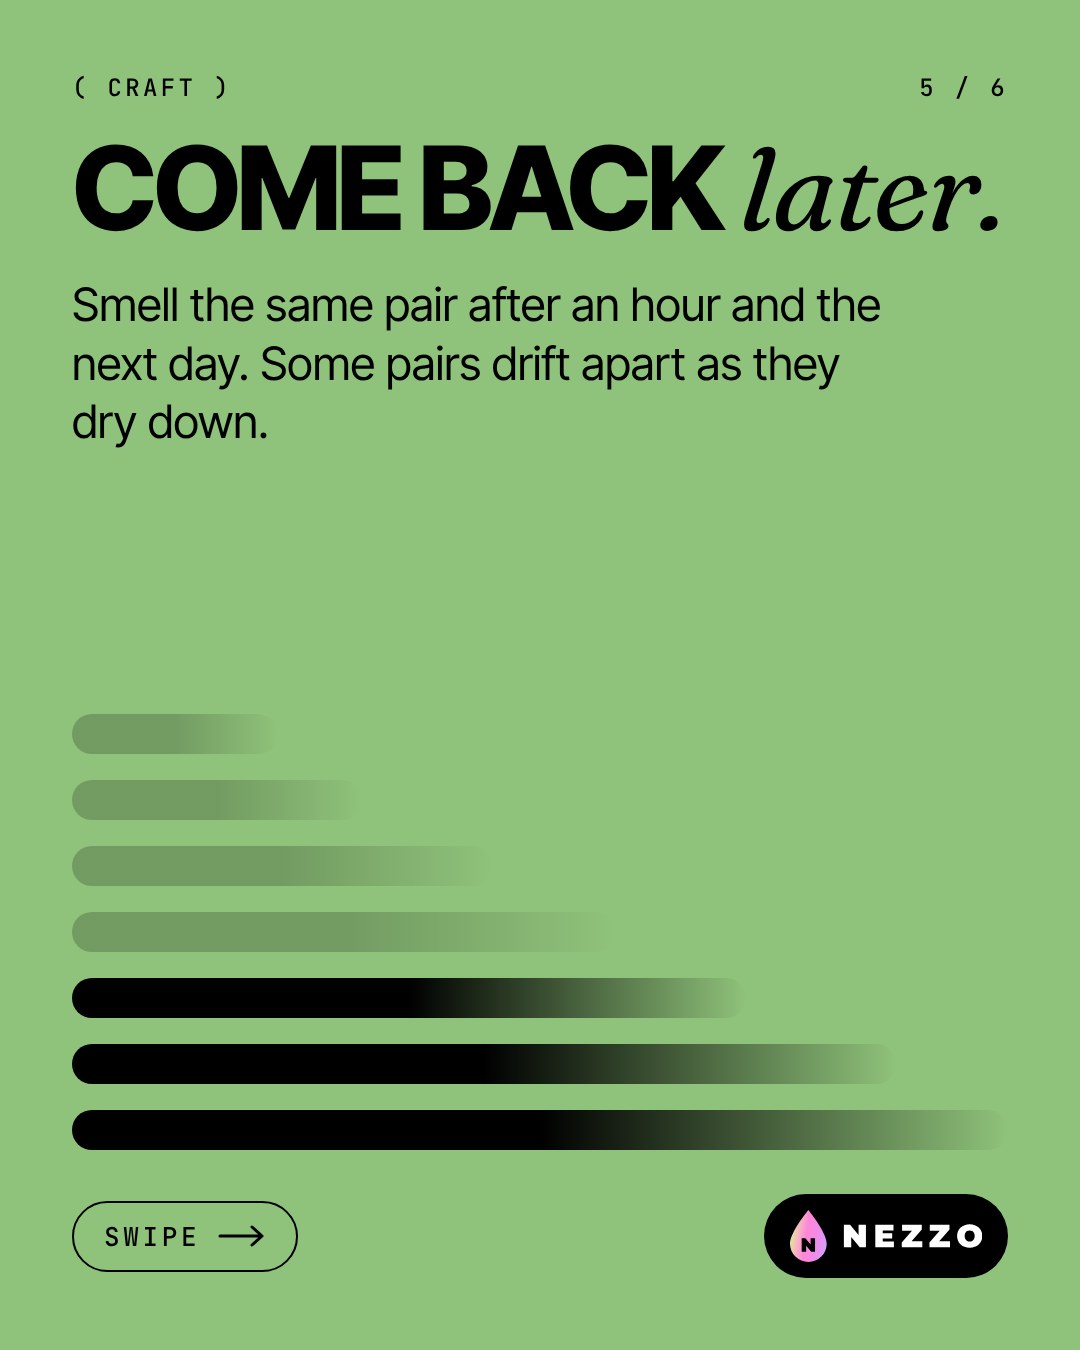 ( CRAFT )
5 / 6
COME BACK later.
Smell the same pair after an hour and the
next day. Some pairs drift apart as they
dry down.
SWIPE
N NEZZO